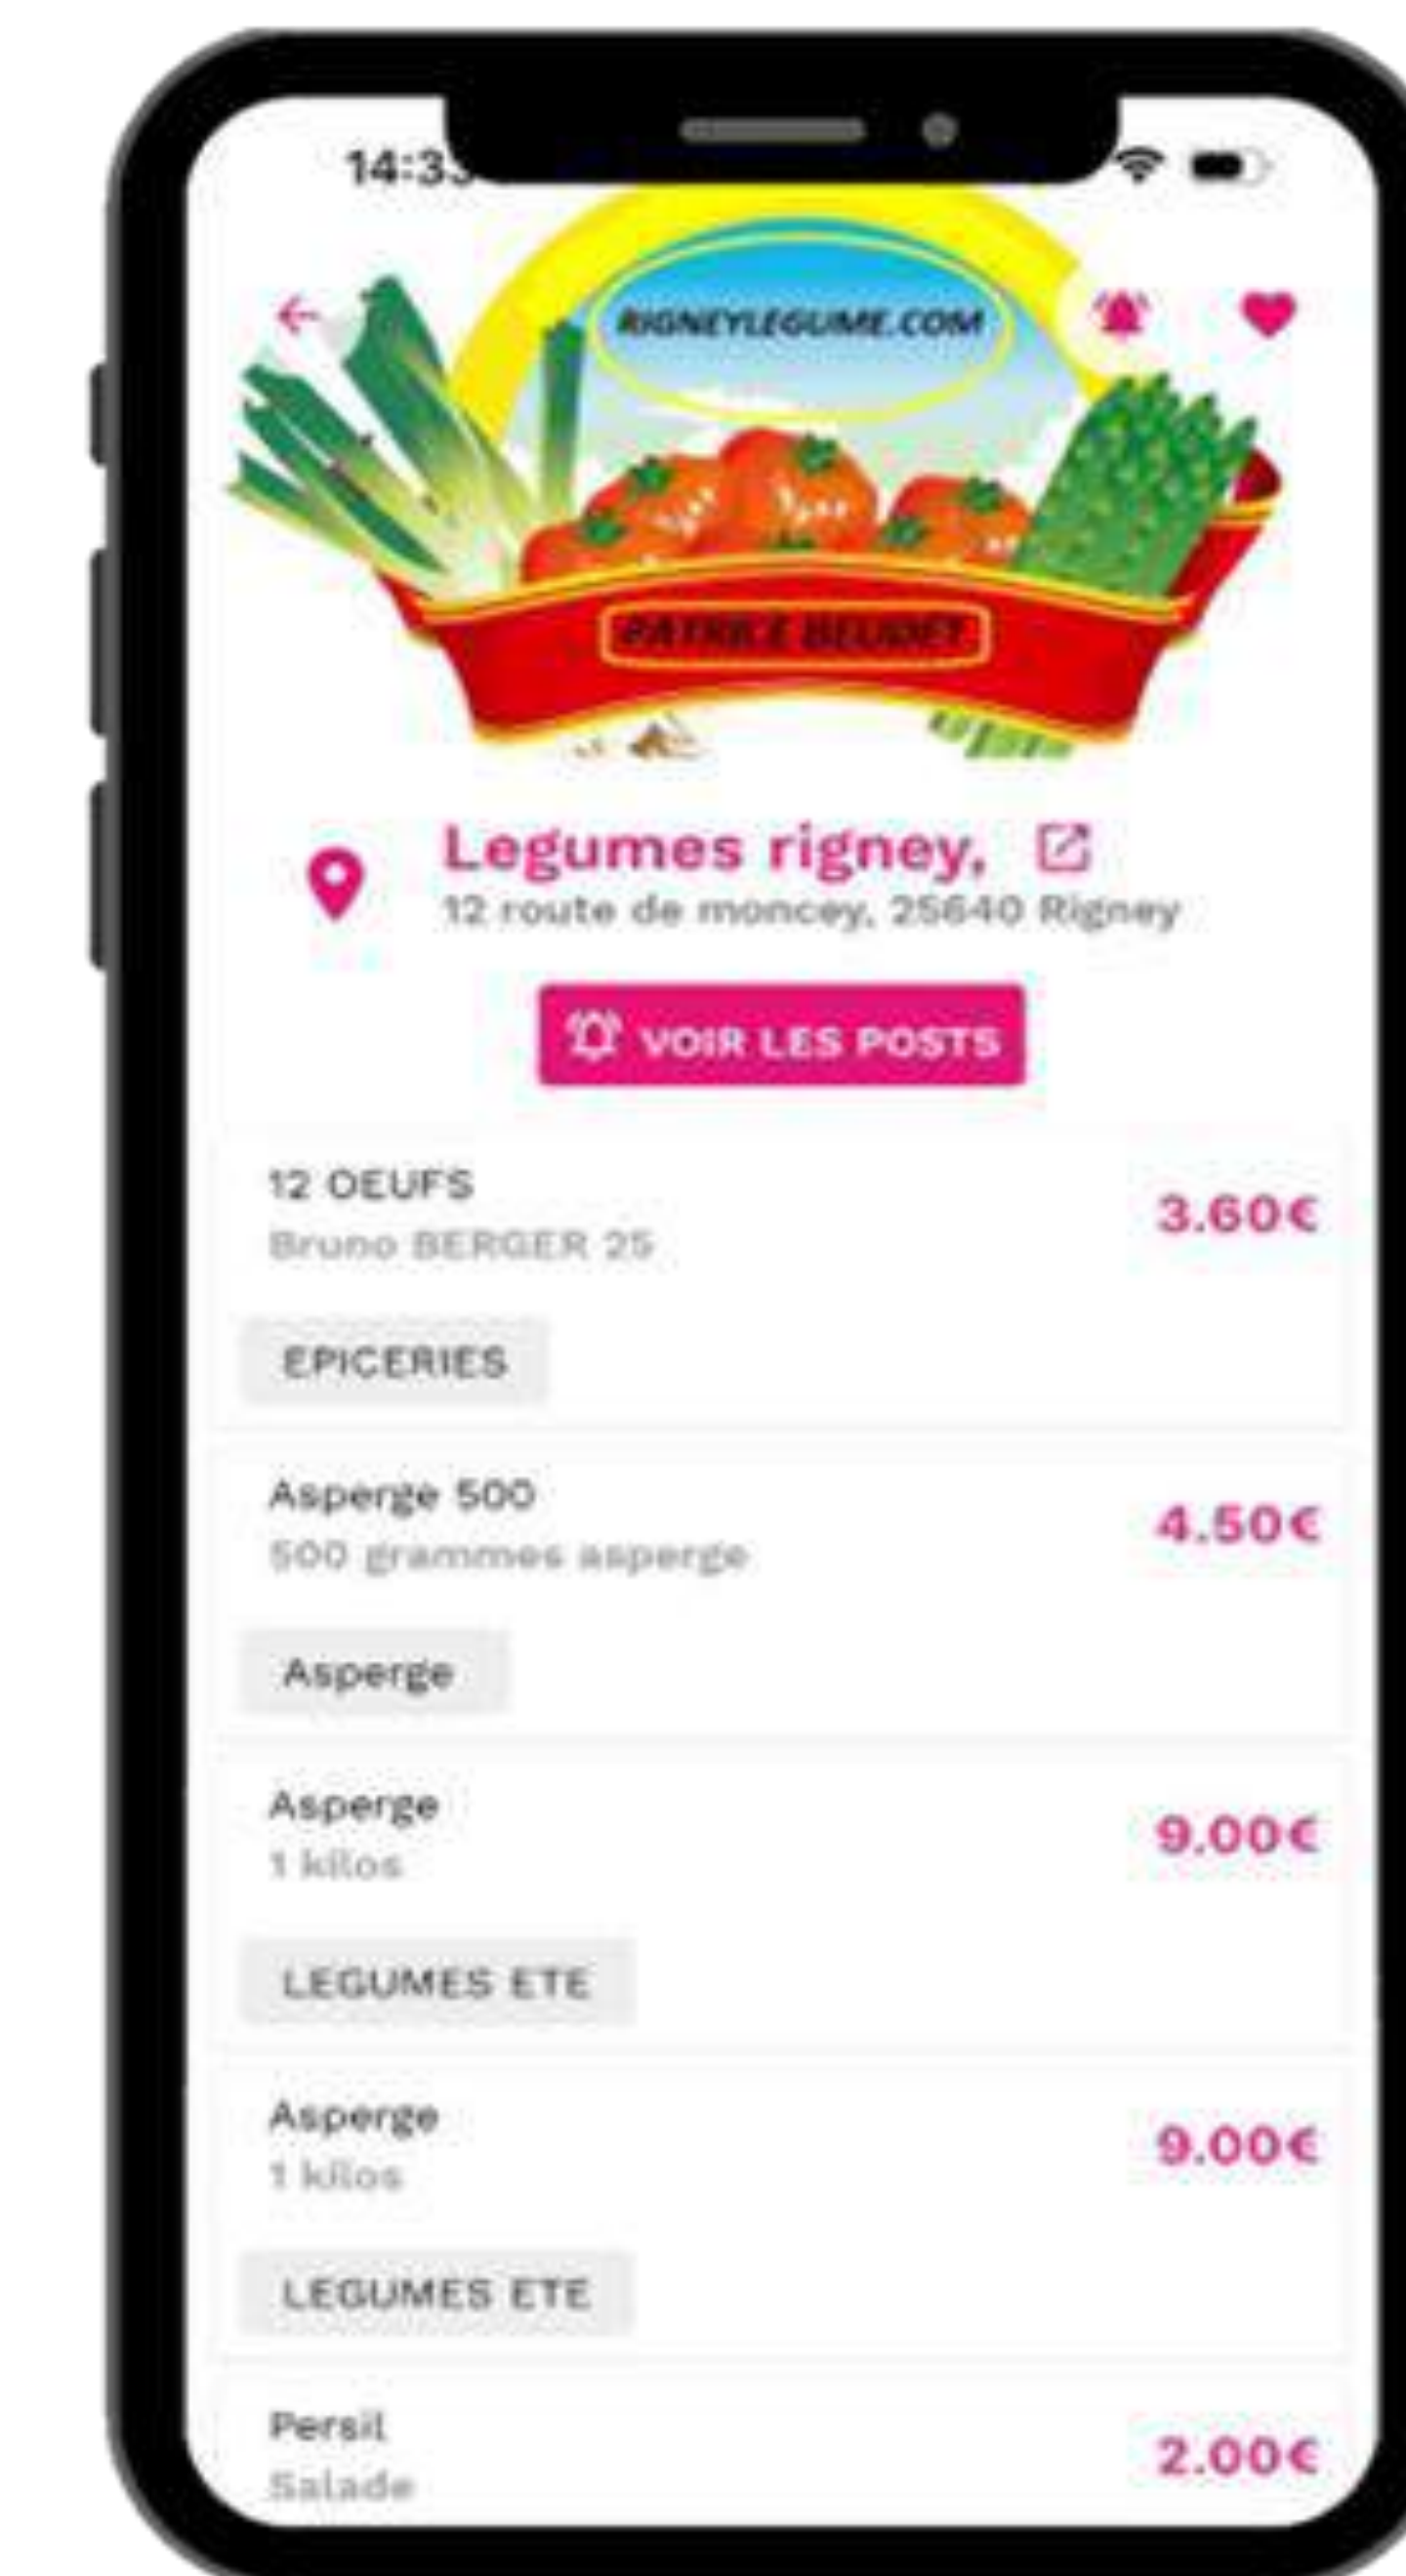 RIGNEYLEGUME.COM
Legumes rigney,
12 route de moncey, 25640 Rigney
VOIR LES POSTS
12 OEUFS
3.60€
Bruno BERGER 25
EPICERIES
Asperge 500
4.50€
500 grammes asperge
Asperge
Asperge
9.00€
1 kilos
LEGUMES ETE
Asperge
9.00€
1 kilos
LEGUMES ETE
Persil
2.00€
Salade